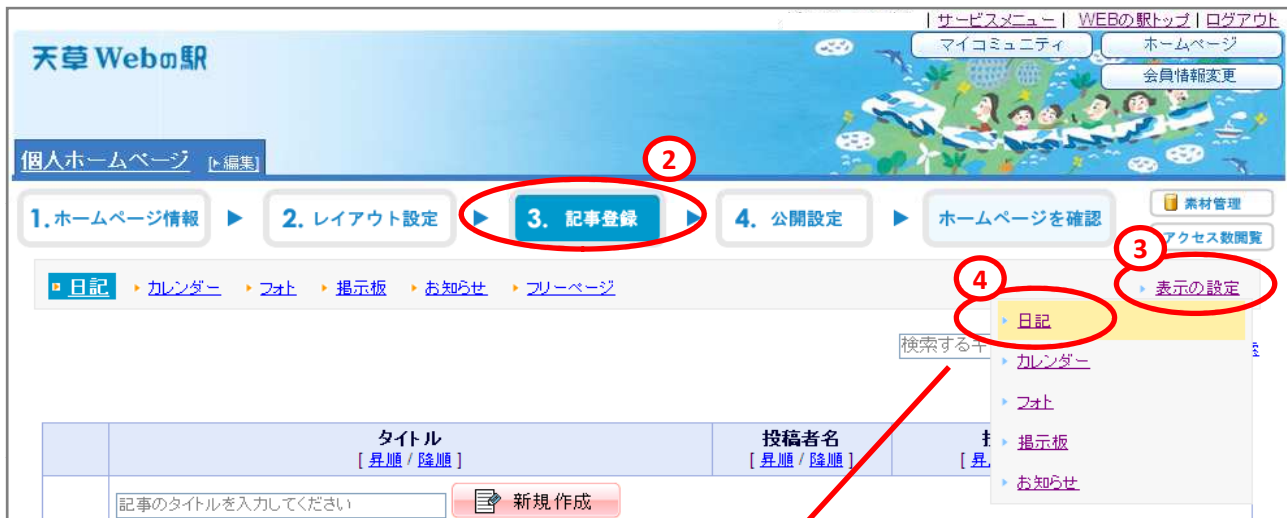 | サービスメニュー | WEBの駅トップ | ログアウト
天草 Webの駅
マイコミュニティ ホームページ
会員情報変更
個人ホームページ [編集]
2
1.ホームページ情報 2.レイアウト設定 3.記事登録 4.公開設定 ホームページを確認
素材管理
アクセス数閲覧
3
日記 カレンダー フォト 掲示板 お知らせ フリーページ 表示の設定
4
日記
検索するキ
カレンダー
フォト
掲示板
お知らせ
タイトル 投稿者名
[ 昇順 / 降順 ] [ 昇順 / 降順 ] [ 昇
記事のタイトルを入力してください 新規作成